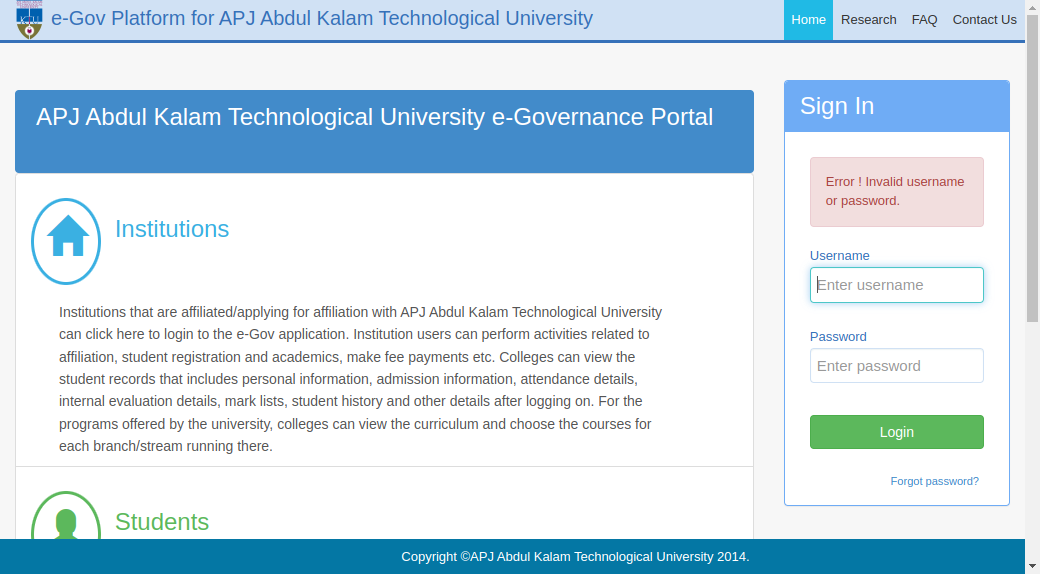 e-Gov Platform for APJ Abdul Kalam Technological University
Home Research FAQ Contact Us
APJ Abdul Kalam Technological University e-Governance Portal
Institutions
Institutions that are affiliated/applying for affiliation with APJ Abdul Kalam Technological University
can click here to login to the e-Gov application. Institution users can perform activities related to
affiliation, student registration and academics, make fee payments etc. Colleges can view the
student records that includes personal information, admission information, attendance details,
internal evaluation details, mark lists, student history and other details after logging on. For the
programs offered by the university, colleges can view the curriculum and choose the courses for
each branch/stream running there.
Students
Sign In
Error ! Invalid username
or password.
Username
Enter username
Password
Enter password
Login
Forgot password?
Copyright ©APJ Abdul Kalam Technological University 2014.